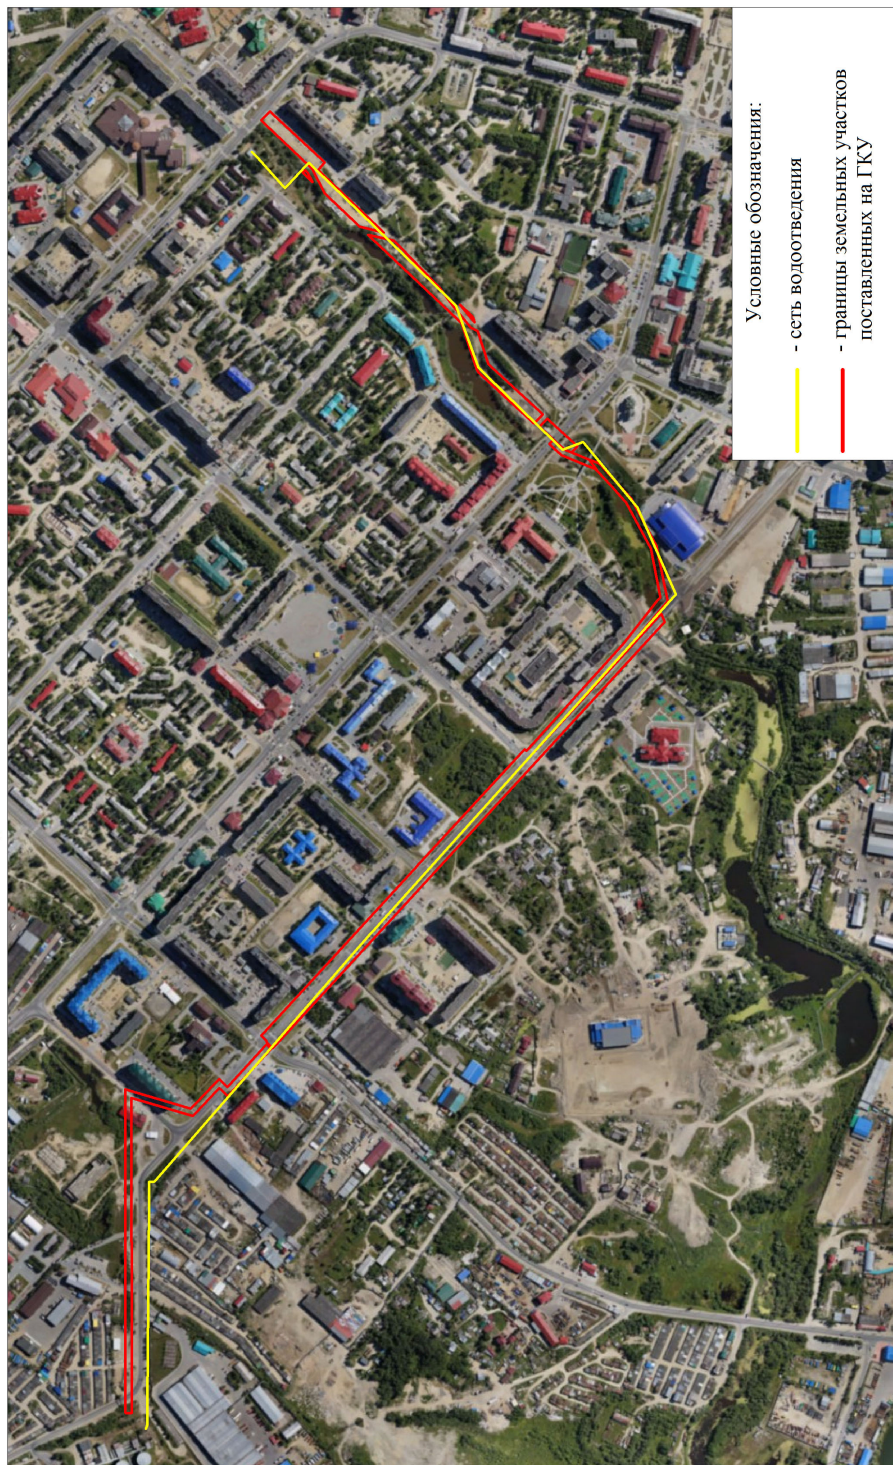 Условные обозначения:
- сеть водоотведения
- границы земельных участков
поставленных на ГКУ